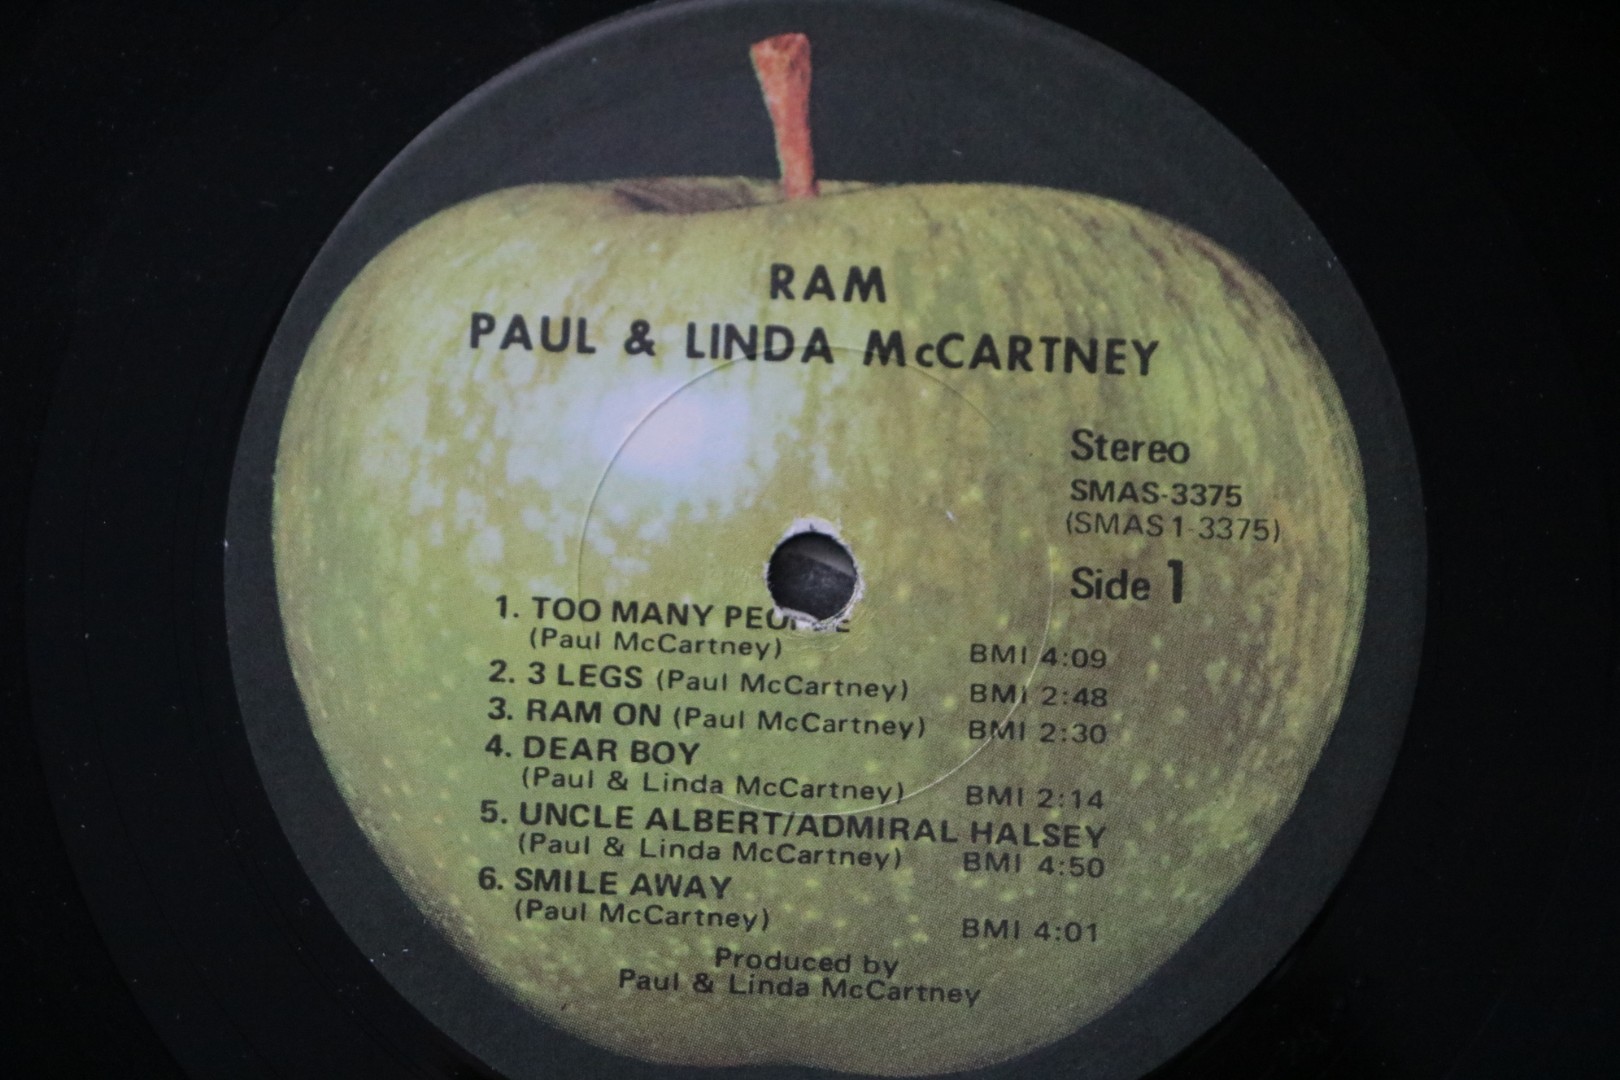 RAM
PAUL & LINDA McCARTNEY
Stereo
SMAS-3375
(SMAS 1-3375)
Side 1
1. TOO MANY PEOPLE
(Paul McCartney) BMI 4:09
2. 3 LEGS (Paul McCartney) BMI 2:48
3. RAM ON (Paul McCartney) BMI 2:30
4. DEAR BOY
(Paul & Linda McCartney) BMI 2:14
5. UNCLE ALBERT/ADMIRAL HALSEY
(Paul & Linda McCartney) BMI 4:50
6. SMILE AWAY
(Paul McCartney) BMI 4:01
Produced by
Paul & Linda McCartney